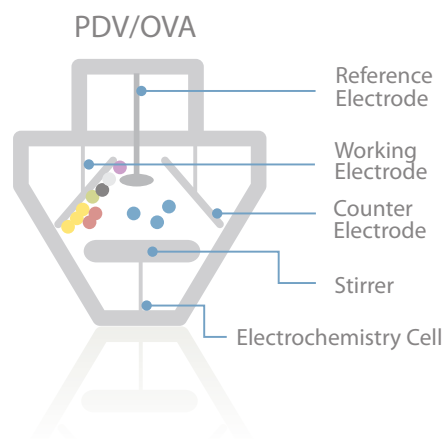 PDV/OVA
Reference
Electrode
Working
Electrode
Counter
Electrode
Stirrer
Electrochemistry Cell